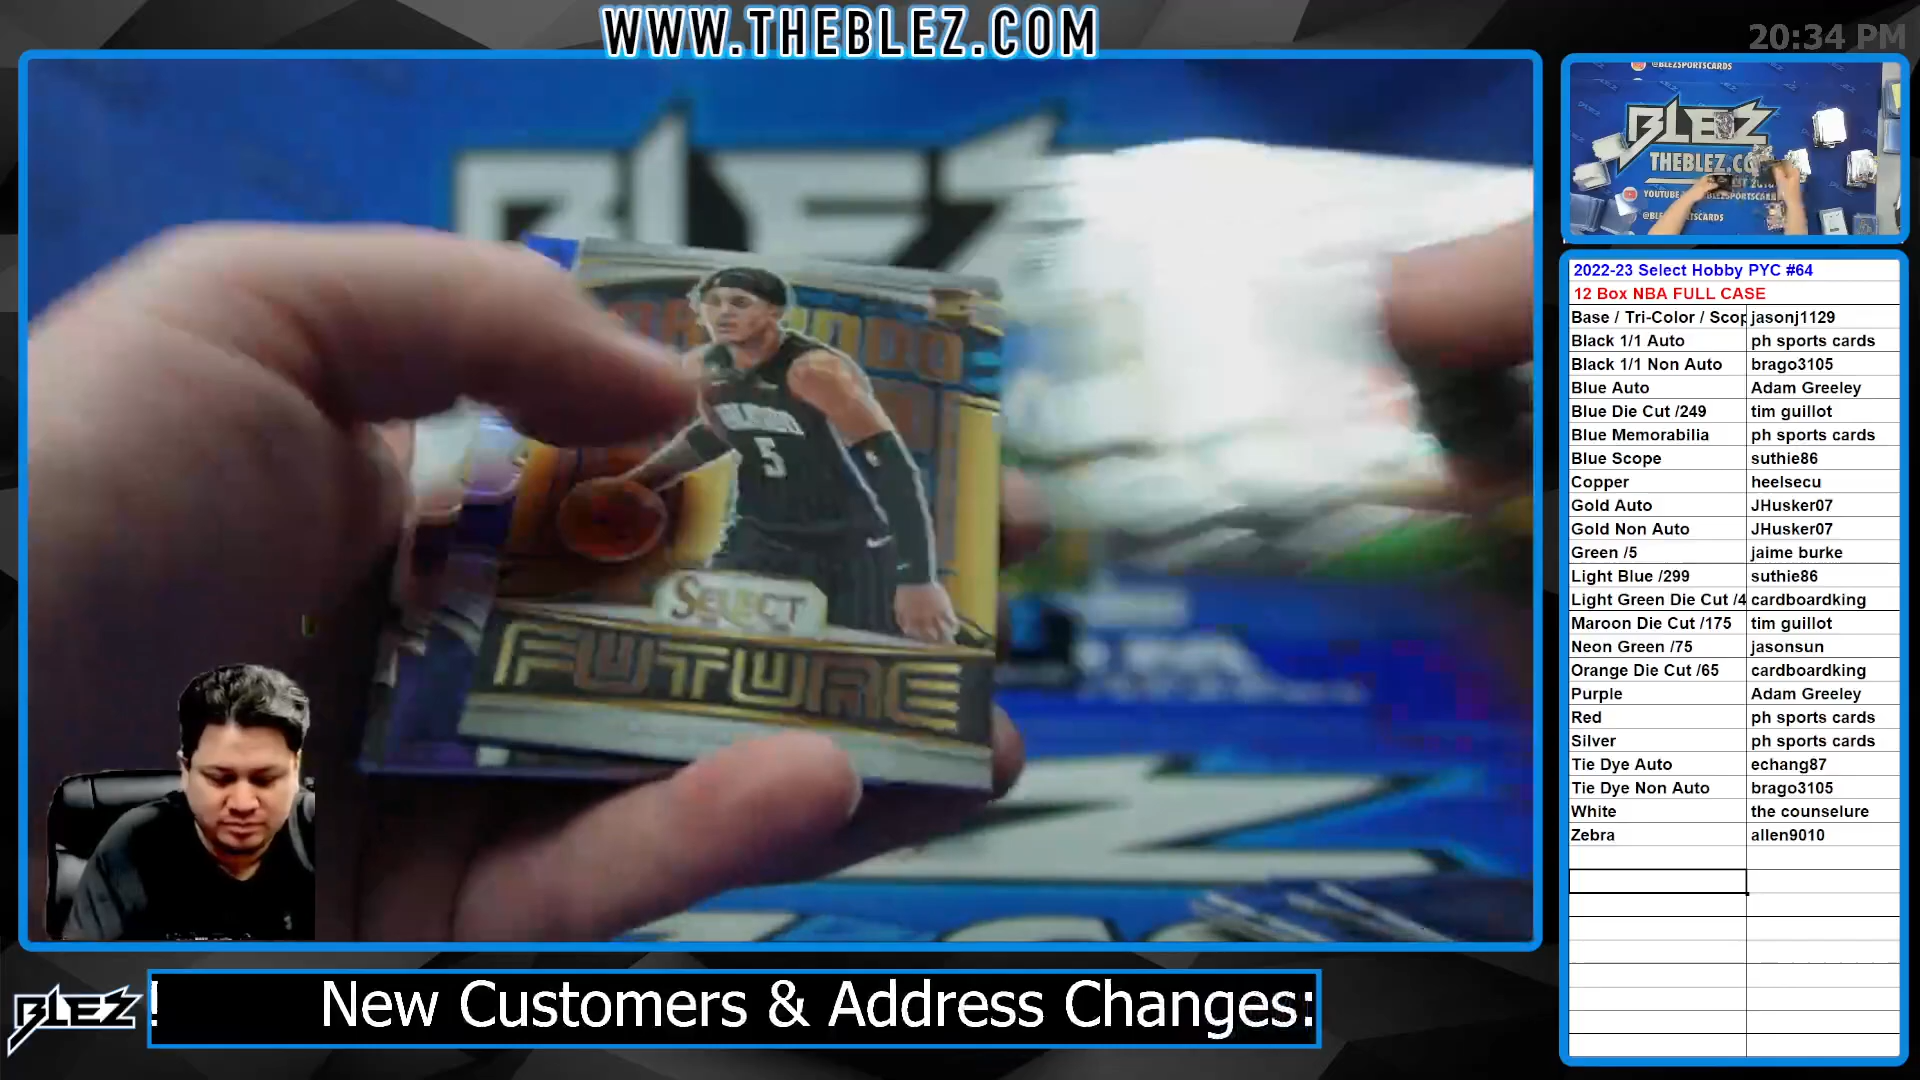 WWW.THEBLEZ.COM
20:34 PM
BLEZ
ORLANDO
5
SELECT
FUTURE
@BLEZSPORTSCARDS
BLEZ
2022-23 Select Hobby PYC #64
12 Box NBA FULL CASE
Base / Tri-Color / Scop jasonj1129
Black 1/1 Auto ph sports cards
Black 1/1 Non Auto brago3105
Blue Auto Adam Greeley
Blue Die Cut /249 tim guillot
Blue Memorabilia ph sports cards
Blue Scope suthie86
Copper heelsecu
Gold Auto JHusker07
Gold Non Auto JHusker07
Green /5 jaime burke
Light Blue /299 suthie86
Light Green Die Cut /4 cardboardking
Maroon Die Cut /175 tim guillot
Neon Green /75 jasonsun
Orange Die Cut /65 cardboardking
Purple Adam Greeley
Red ph sports cards
Silver ph sports cards
Tie Dye Auto echang87
Tie Dye Non Auto brago3105
White the counselure
Zebra allen9010
BLEZ
! New Customers & Address Changes: